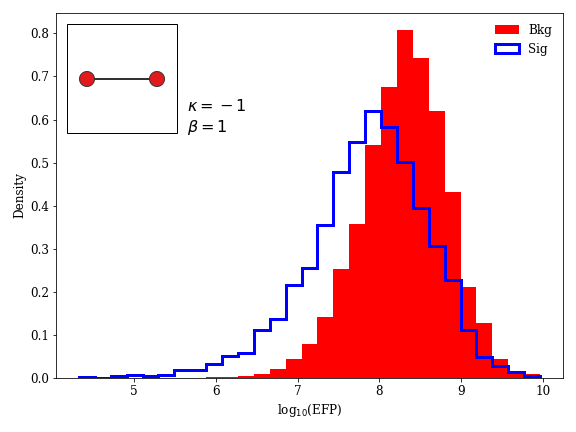 Bkg
Sig
κ = −1
β = 1
Density
0.8
0.7
0.6
0.5
0.4
0.3
0.2
0.1
0.0
5 6 7 8 9 10
log₁₀(EFP)